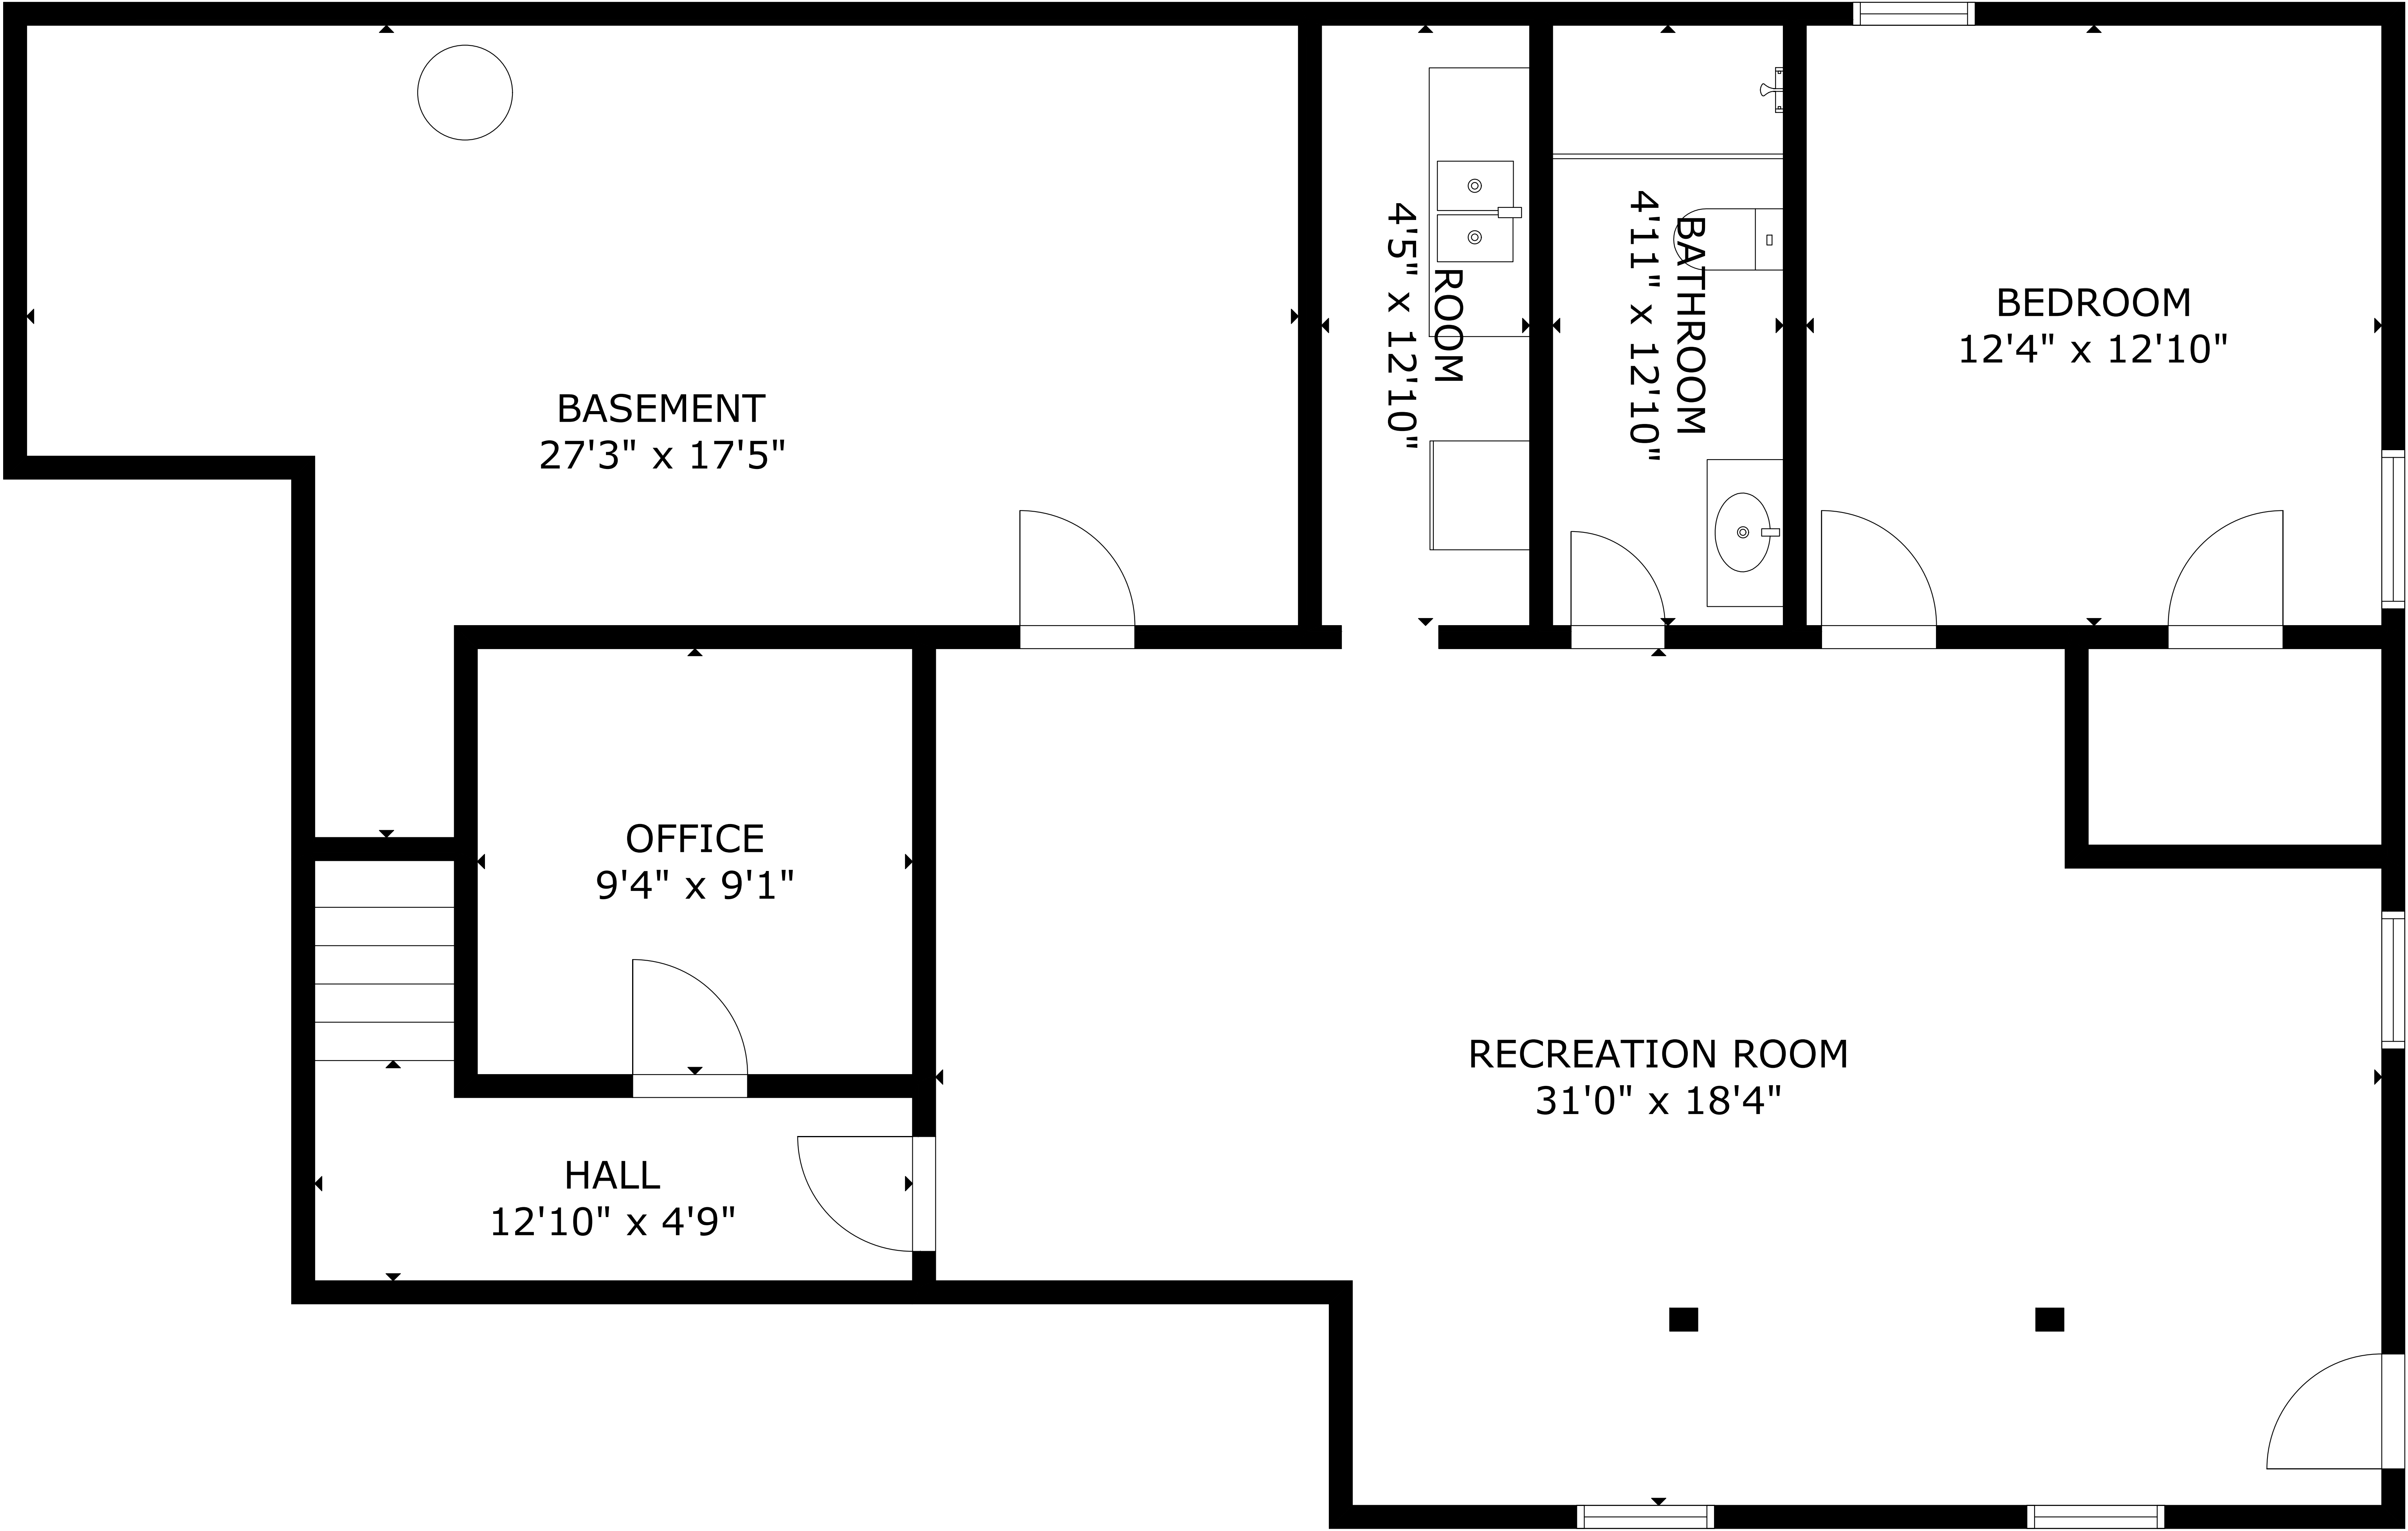 BASEMENT
27'3" x 17'5"
ROOM
4'5" x 12'10"
BATHROOM
4'11" x 12'10"
BEDROOM
12'4" x 12'10"
OFFICE
9'4" x 9'1"
RECREATION ROOM
31'0" x 18'4"
HALL
12'10" x 4'9"